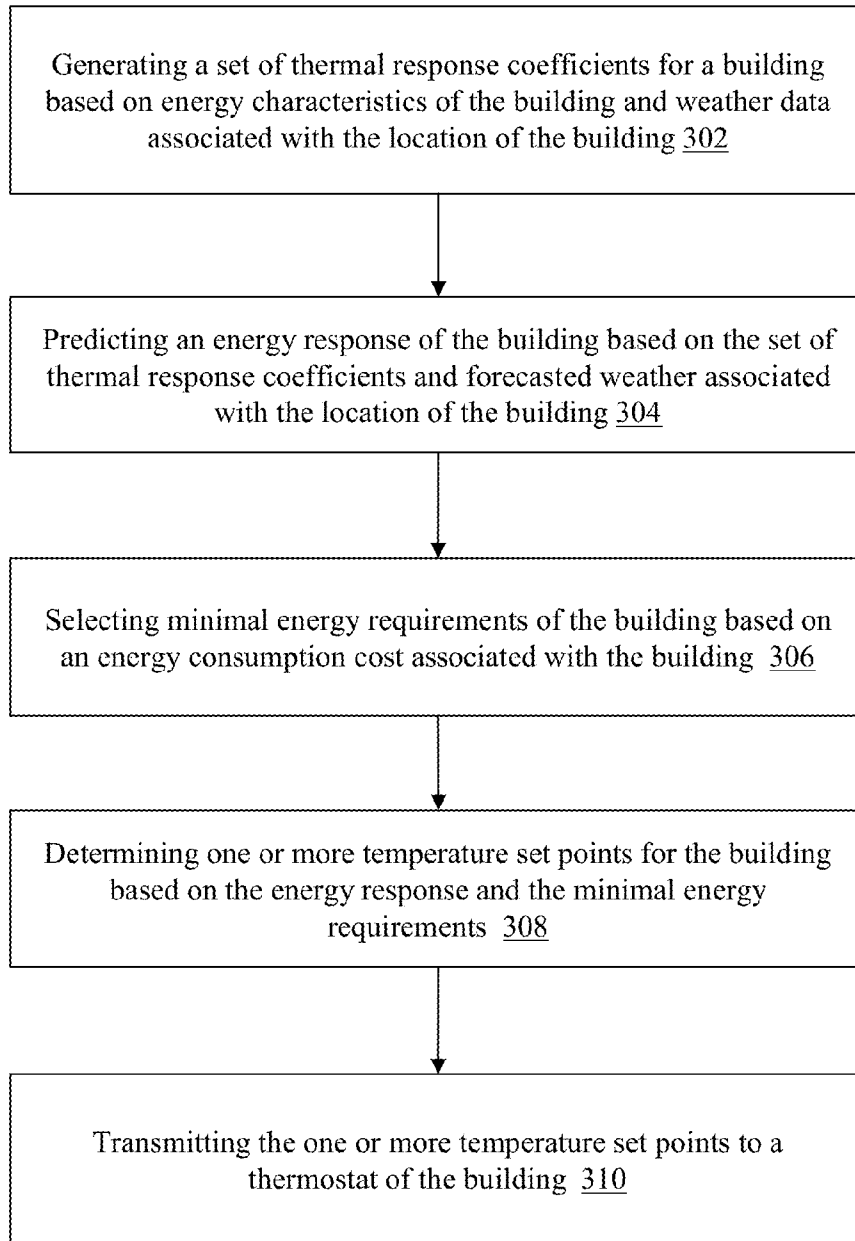 Generating a set of thermal response coefficients for a building
based on energy characteristics of the building and weather data
associated with the location of the building 302
Predicting an energy response of the building based on the set of
thermal response coefficients and forecasted weather associated
with the location of the building 304
Selecting minimal energy requirements of the building based on
an energy consumption cost associated with the building 306
Determining one or more temperature set points for the building
based on the energy response and the minimal energy
requirements 308
Transmitting the one or more temperature set points to a
thermostat of the building 310